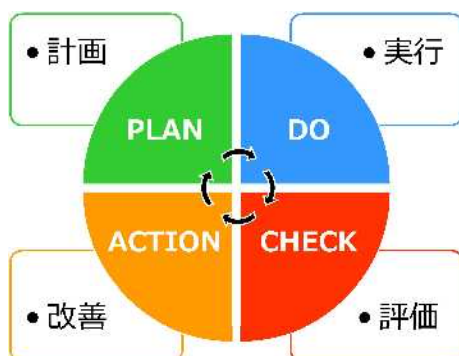 • 計画
• 実行
PLAN
DO
ACTION
CHECK
• 改善
• 評価